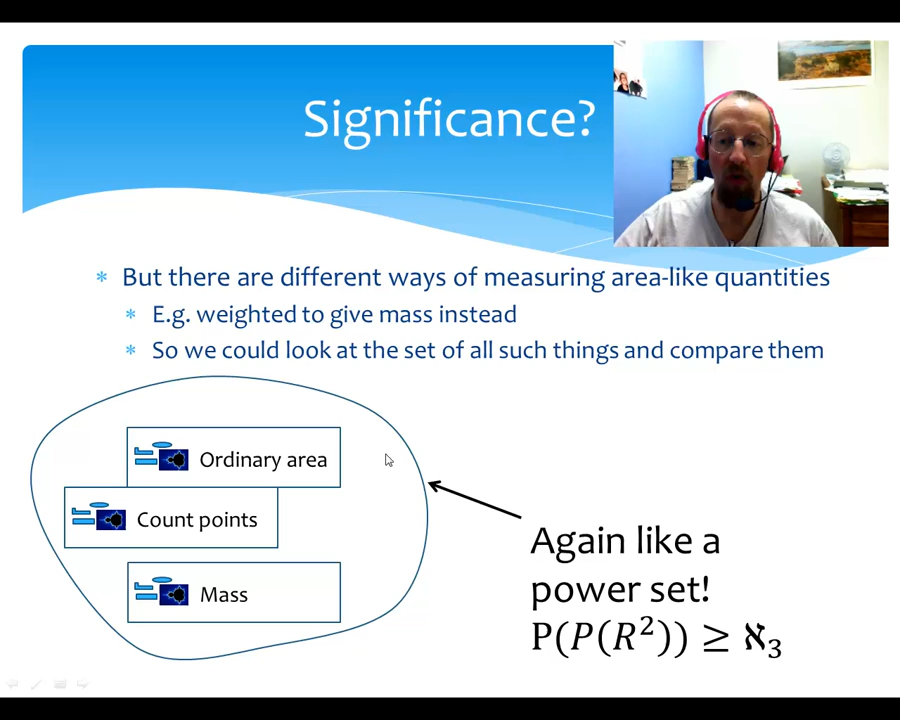 Significance?
* But there are different ways of measuring area-like quantities
* E.g. weighted to give mass instead
* So we could look at the set of all such things and compare them
Ordinary area
Count points
Mass
Again like a
power set!
P(P(R²)) ≥ ℵ₃